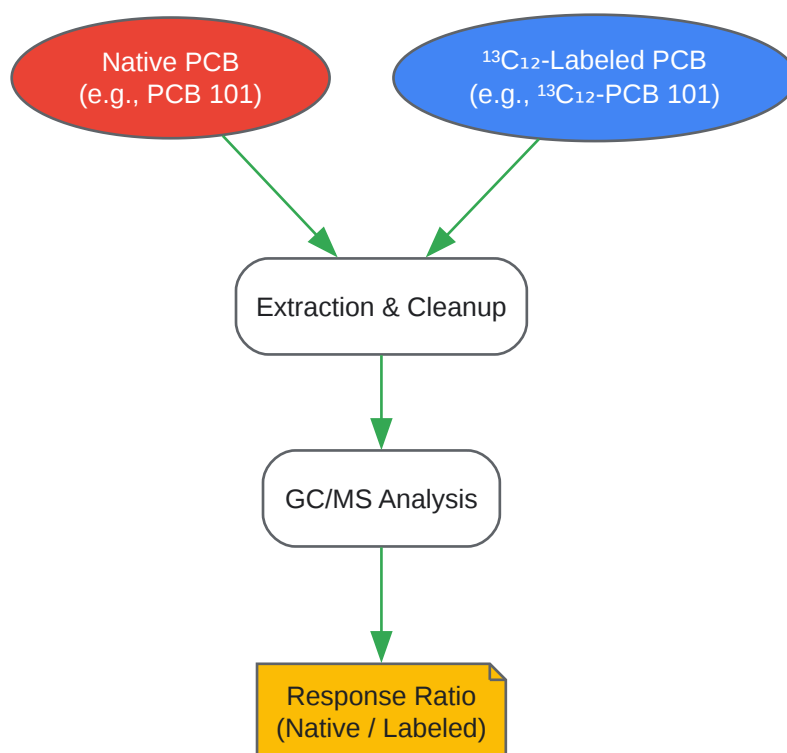 Native PCB
(e.g., PCB 101)
¹³C₁₂-Labeled PCB
(e.g., ¹³C₁₂-PCB 101)
Extraction & Cleanup
GC/MS Analysis
Response Ratio
(Native / Labeled)